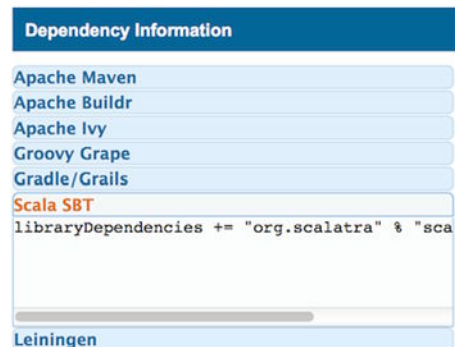 Dependency Information
Apache Maven
Apache Buildr
Apache Ivy
Groovy Grape
Gradle/Grails
Scala SBT
libraryDependencies += "org.scalatra" % "sca
Leiningen